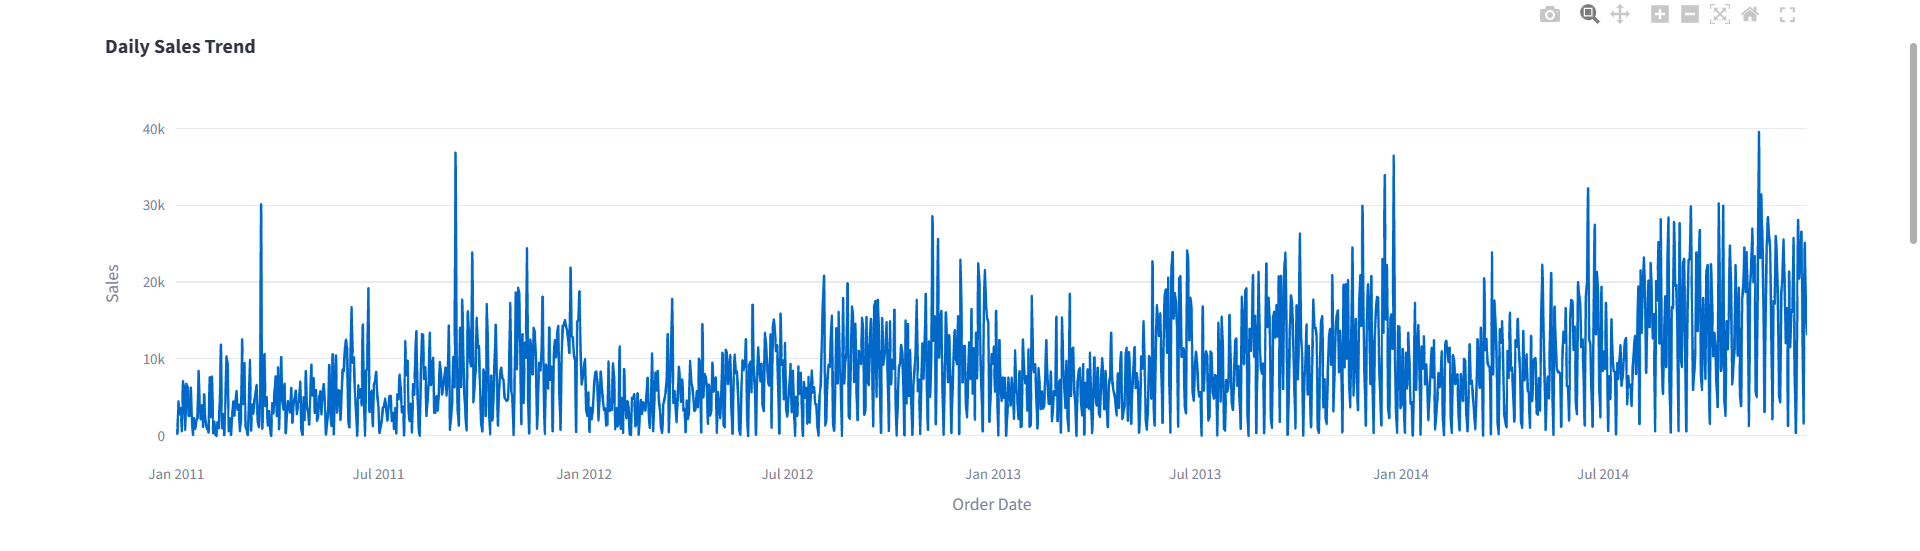 Daily Sales Trend
40k
30k
20k
10k
0
Sales
Jan 2011
Jul 2011
Jan 2012
Jul 2012
Jan 2013
Jul 2013
Jan 2014
Jul 2014
Order Date